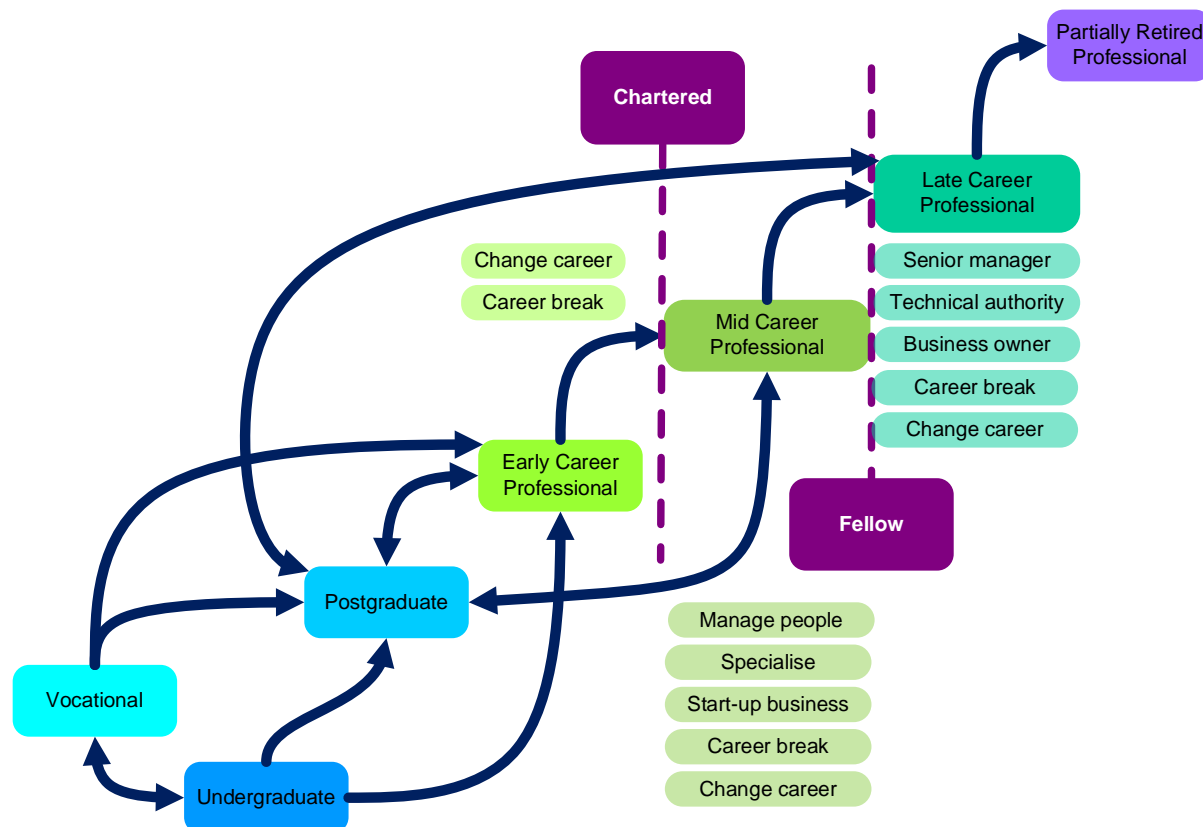 Partially Retired
Professional
Chartered
Late Career
Professional
Change career
Career break
Senior manager
Technical authority
Business owner
Career break
Change career
Mid Career
Professional
Early Career
Professional
Fellow
Postgraduate
Manage people
Specialise
Start-up business
Career break
Change career
Vocational
Undergraduate